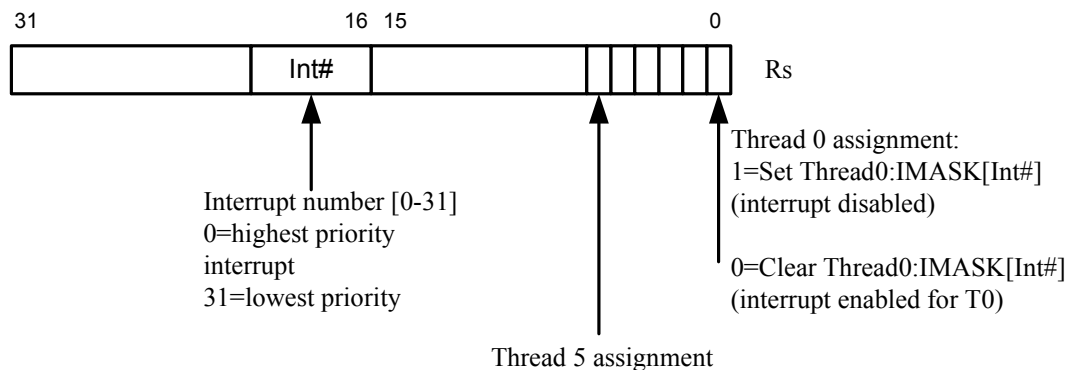 31 16 15 0
Int# Rs
Thread 0 assignment:
1=Set Thread0:IMASK[Int#]
(interrupt disabled)
0=Clear Thread0:IMASK[Int#]
(interrupt enabled for T0)
Interrupt number [0-31]
0=highest priority
interrupt
31=lowest priority
Thread 5 assignment